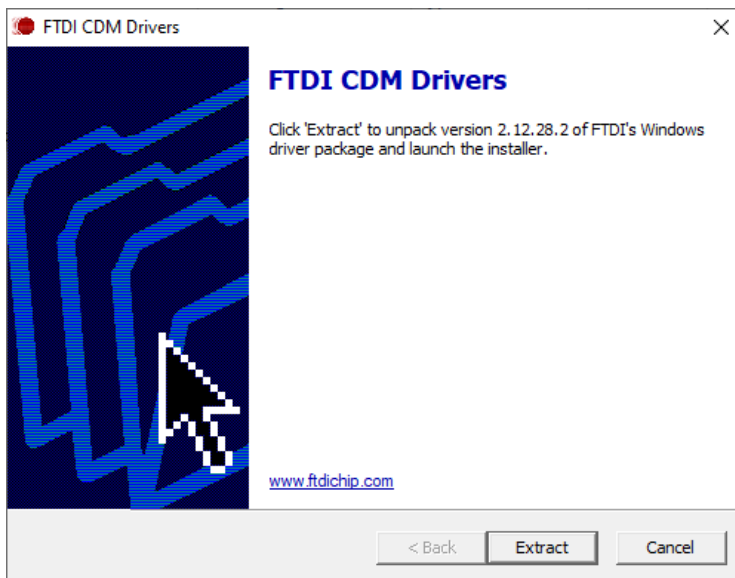 FTDI CDM Drivers
FTDI CDM Drivers
Click 'Extract' to unpack version 2.12.28.2 of FTDI's Windows
driver package and launch the installer.
www.ftdichip.com
< Back
Extract
Cancel